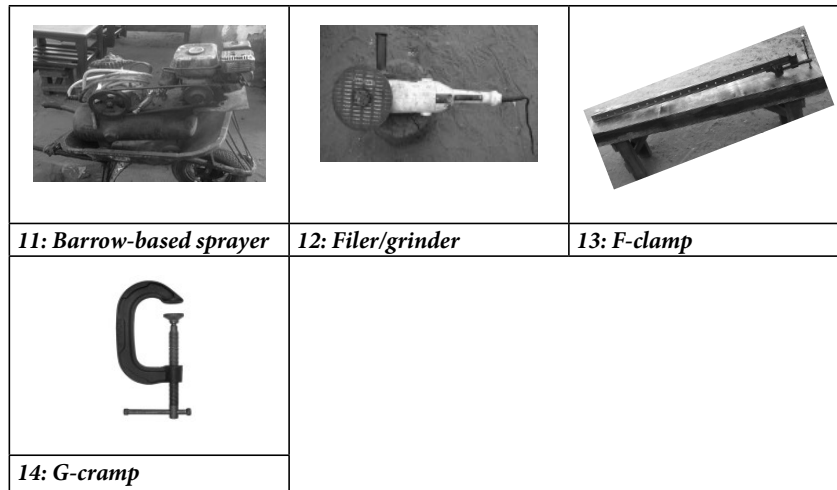 11: Barrow-based sprayer
12: Filer/grinder
13: F-clamp
14: G-cramp